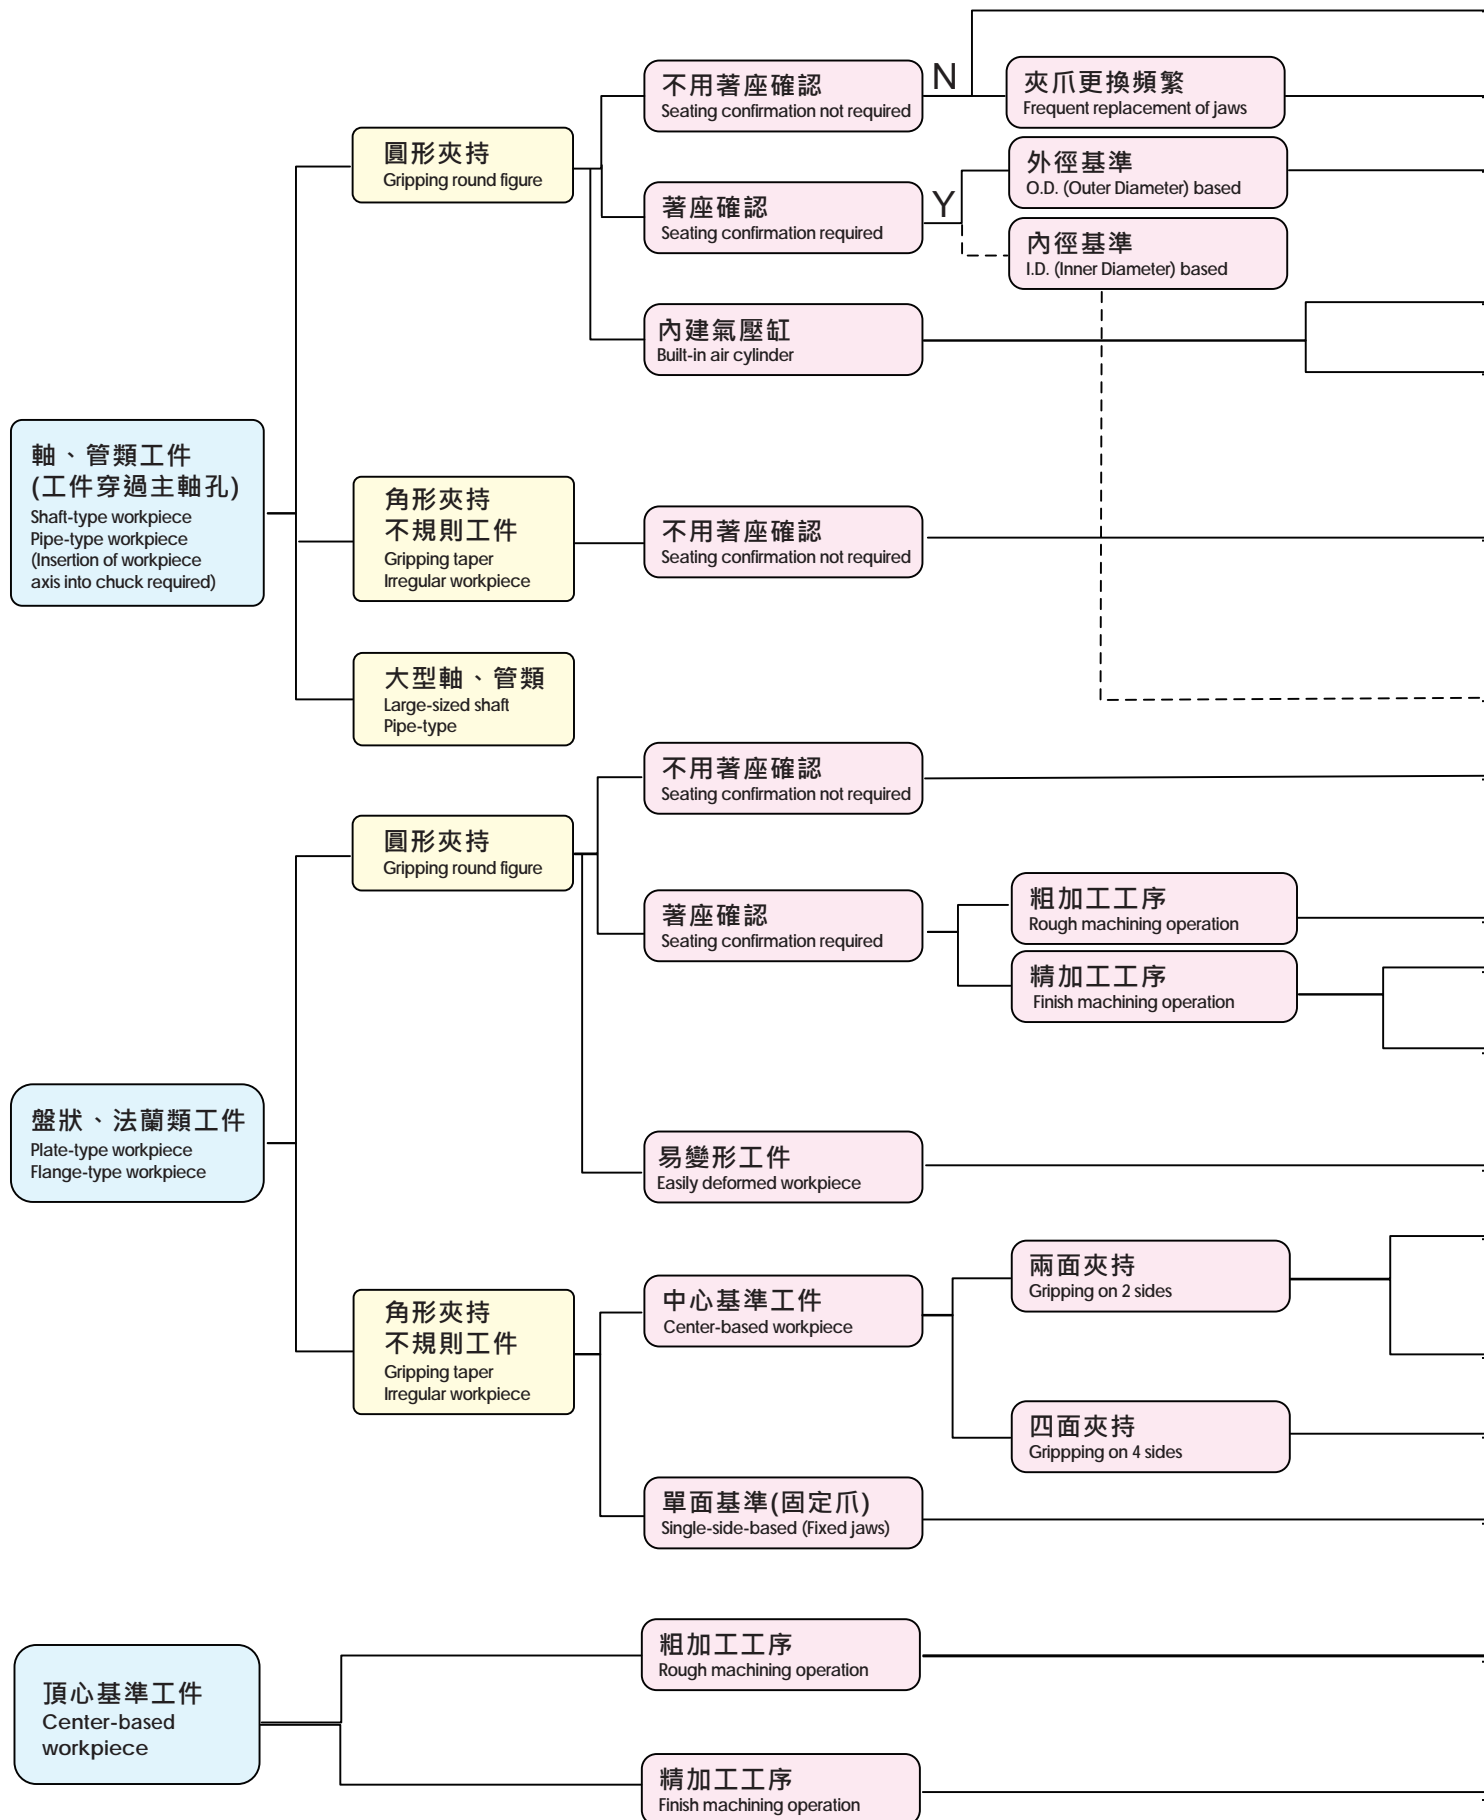 不用著座確認
Seating confirmation not required
N
夾爪更換頻繁
Frequent replacement of jaws
圓形夾持
Gripping round figure
外徑基準
O.D. (Outer Diameter) based
著座確認
Seating confirmation required
Y
內徑基準
I.D. (Inner Diameter) based
內建氣壓缸
Built-in air cylinder
軸、管類工件
(工件穿過主軸孔)
Shaft-type workpiece
Pipe-type workpiece
(Insertion of workpiece
axis into chuck required)
角形夾持
不規則工件
Gripping taper
Irregular workpiece
不用著座確認
Seating confirmation not required
大型軸、管類
Large-sized shaft
Pipe-type
不用著座確認
Seating confirmation not required
圓形夾持
Gripping round figure
著座確認
Seating confirmation required
粗加工工序
Rough machining operation
精加工工序
Finish machining operation
盤狀、法蘭類工件
Plate-type workpiece
Flange-type workpiece
易變形工件
Easily deformed workpiece
角形夾持
不規則工件
Gripping taper
Irregular workpiece
中心基準工件
Center-based workpiece
兩面夾持
Gripping on 2 sides
四面夾持
Grippping on 4 sides
單面基準(固定爪)
Single-side-based (Fixed jaws)
頂心基準工件
Center-based
workpiece
粗加工工序
Rough machining operation
精加工工序
Finish machining operation